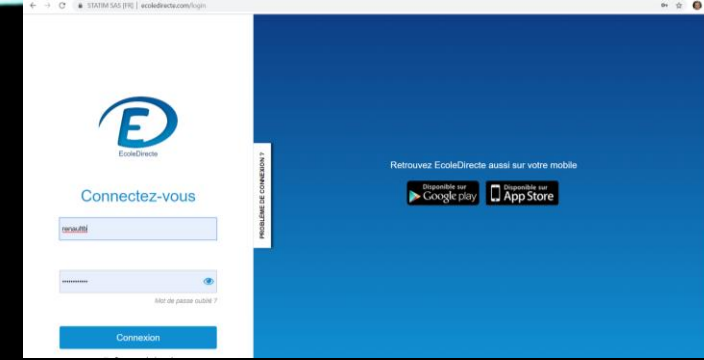 STATIM SAS [FR] | ecoledirecte.com/login
E
EcoleDirecte
Connectez-vous
renaultti
............
Mot de passe oublié ?
Connexion
PROBLÈME DE CONNEXION ?
Retrouvez EcoleDirecte aussi sur votre mobile
Disponible sur
Google play
Disponible sur
App Store